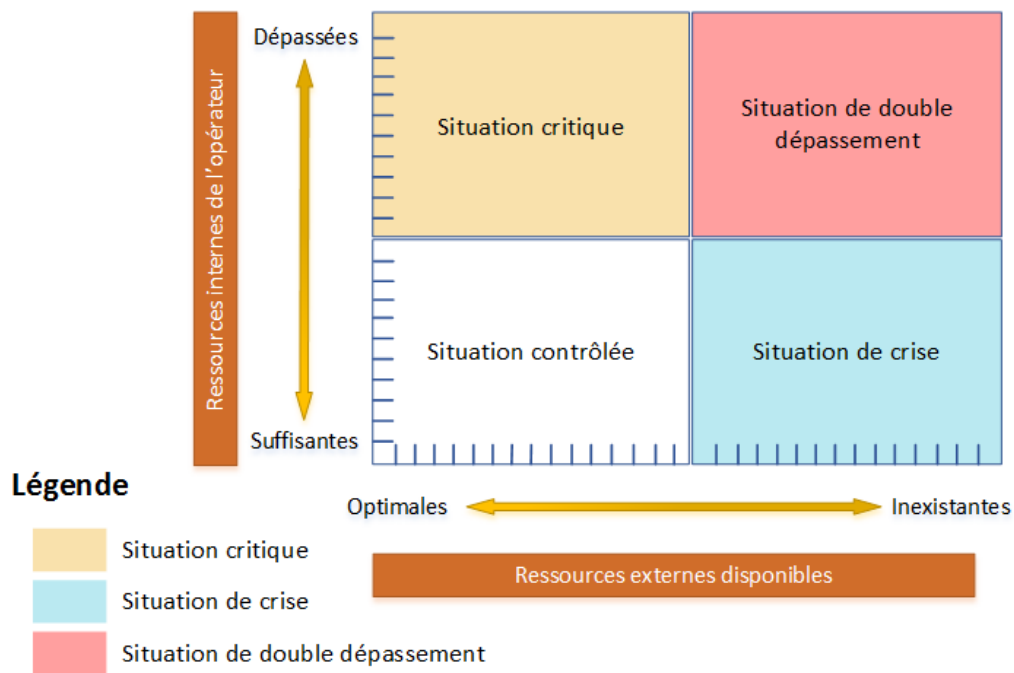 Ressources internes de l'opérateur
Dépassées
Suffisantes
Situation critique
Situation de double
dépassement
Situation contrôlée
Situation de crise
Optimales
Inexistantes
Ressources externes disponibles
Légende
Situation critique
Situation de crise
Situation de double dépassement